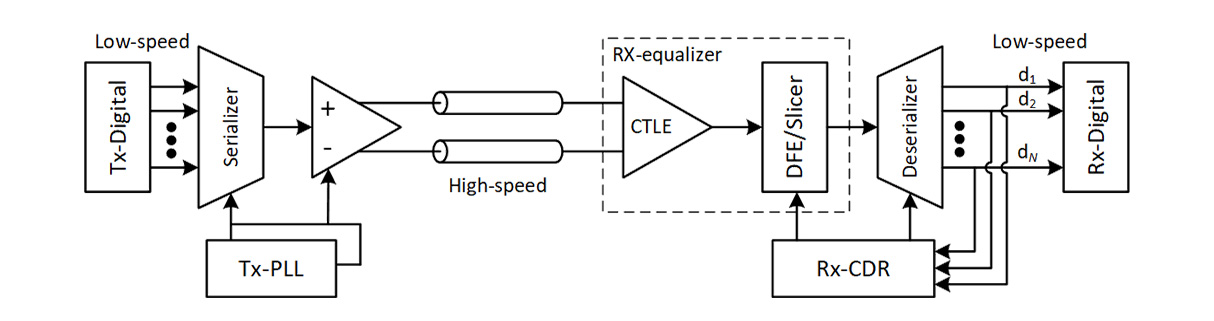 Low-speed
Tx-Digital
Serializer
+
-
Tx-PLL
High-speed
RX-equalizer
CTLE
DFE/Slicer
Deserializer
Rx-CDR
Low-speed
d1
d2
dN
Rx-Digital